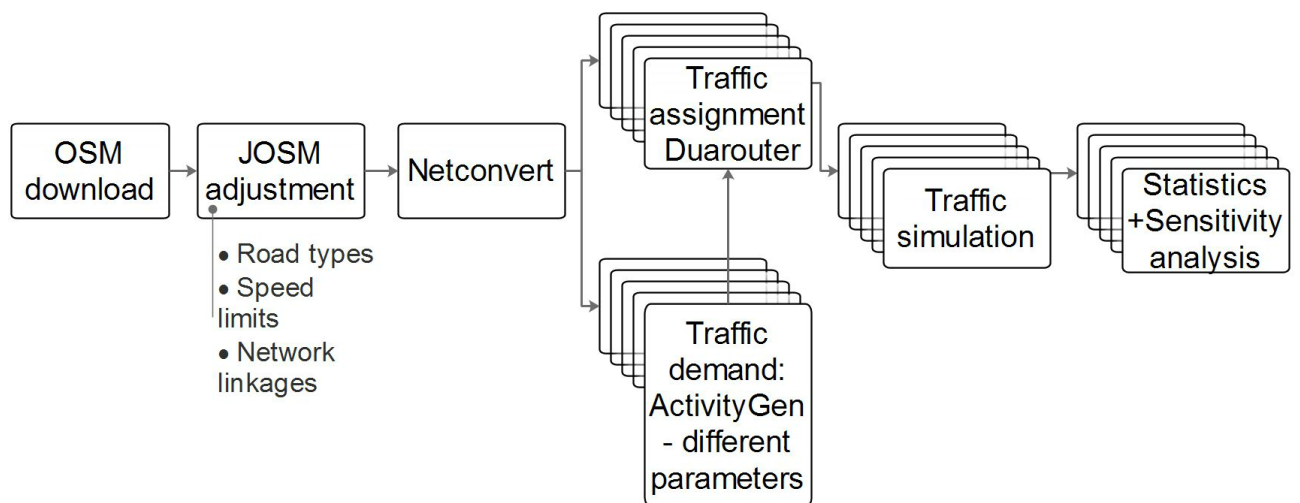 OSM
download
JOSM
adjustment
● Road types
● Speed
limits
● Network
linkages
Netconvert
Traffic
assignment
Duarouter
Traffic
demand:
ActivityGen
- different
parameters
Traffic
simulation
Statistics
+Sensitivity
analysis